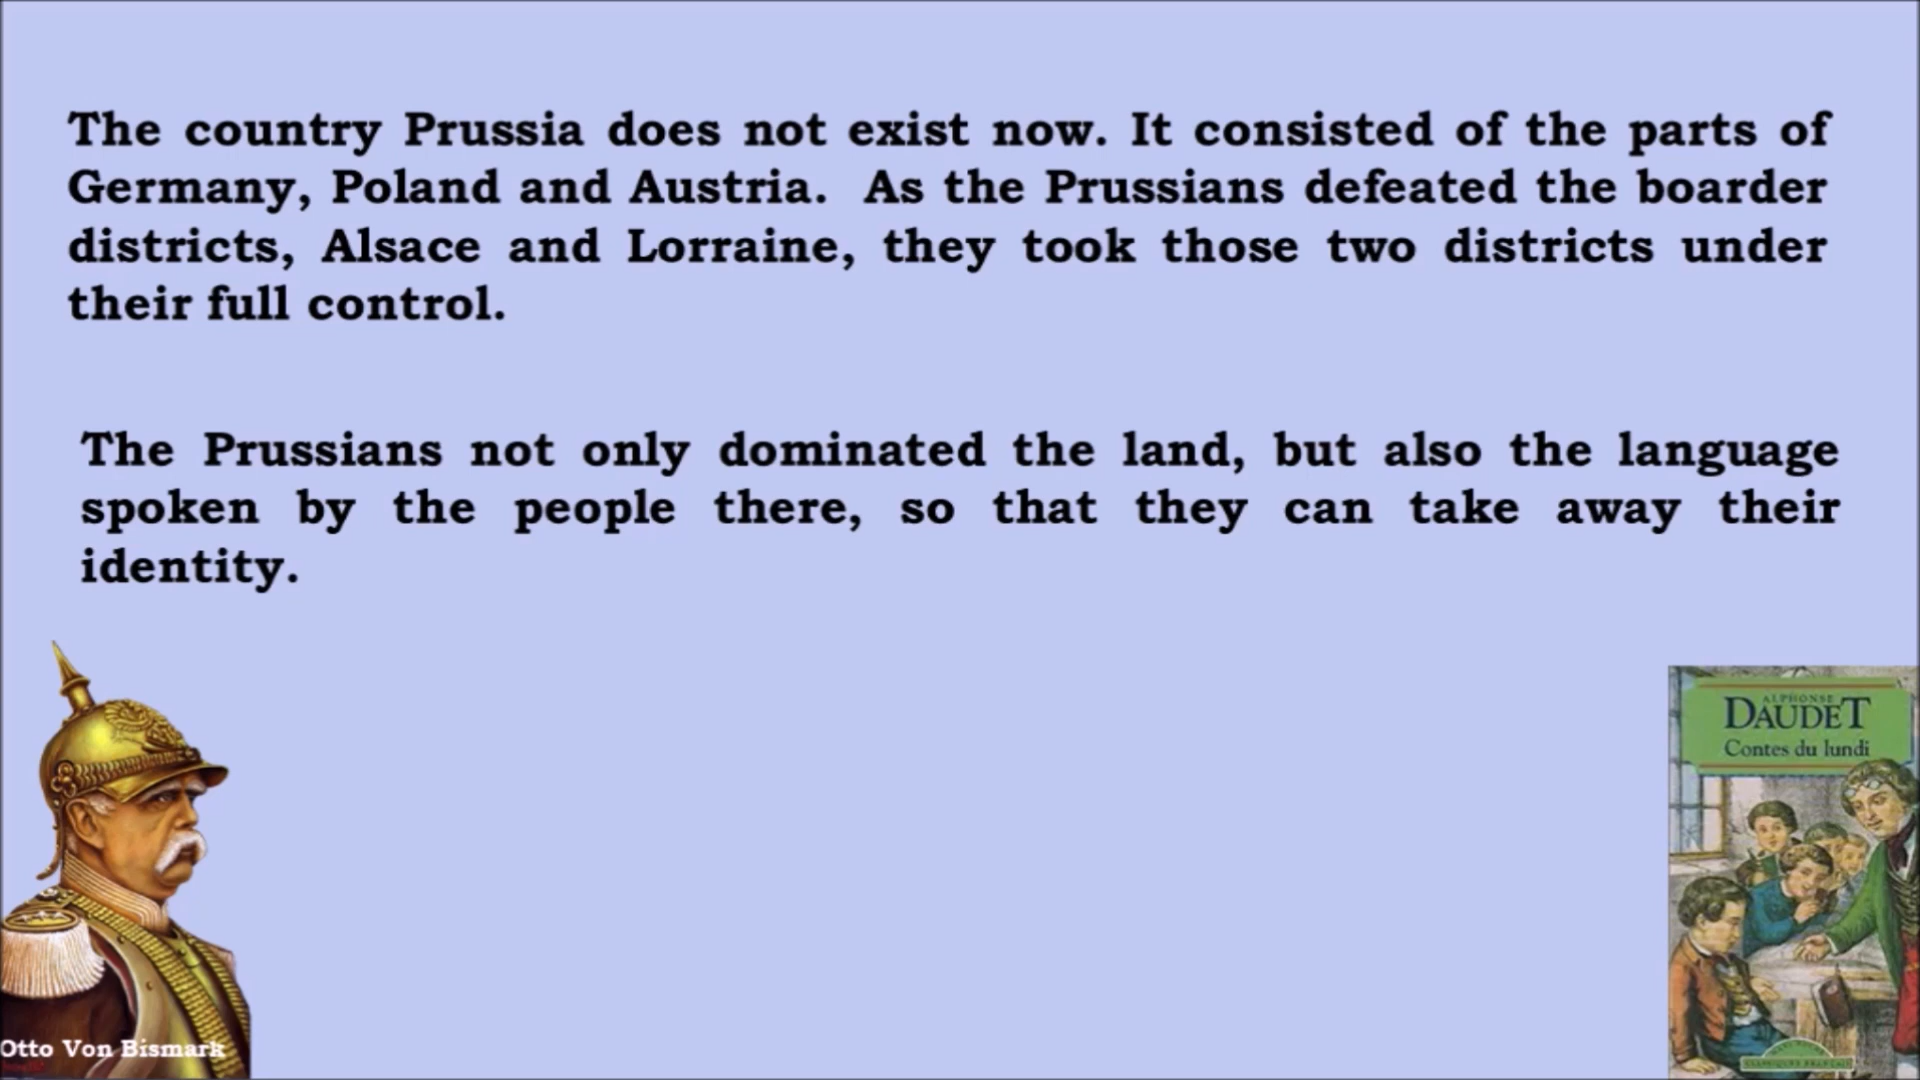 The country Prussia does not exist now. It consisted of the parts of
Germany, Poland and Austria. As the Prussians defeated the boarder
districts, Alsace and Lorraine, they took those two districts under
their full control.
The Prussians not only dominated the land, but also the language
spoken by the people there, so that they can take away their
identity.
ALPHONSE
DAUDET
Contes du lundi
Otto Von Bismark